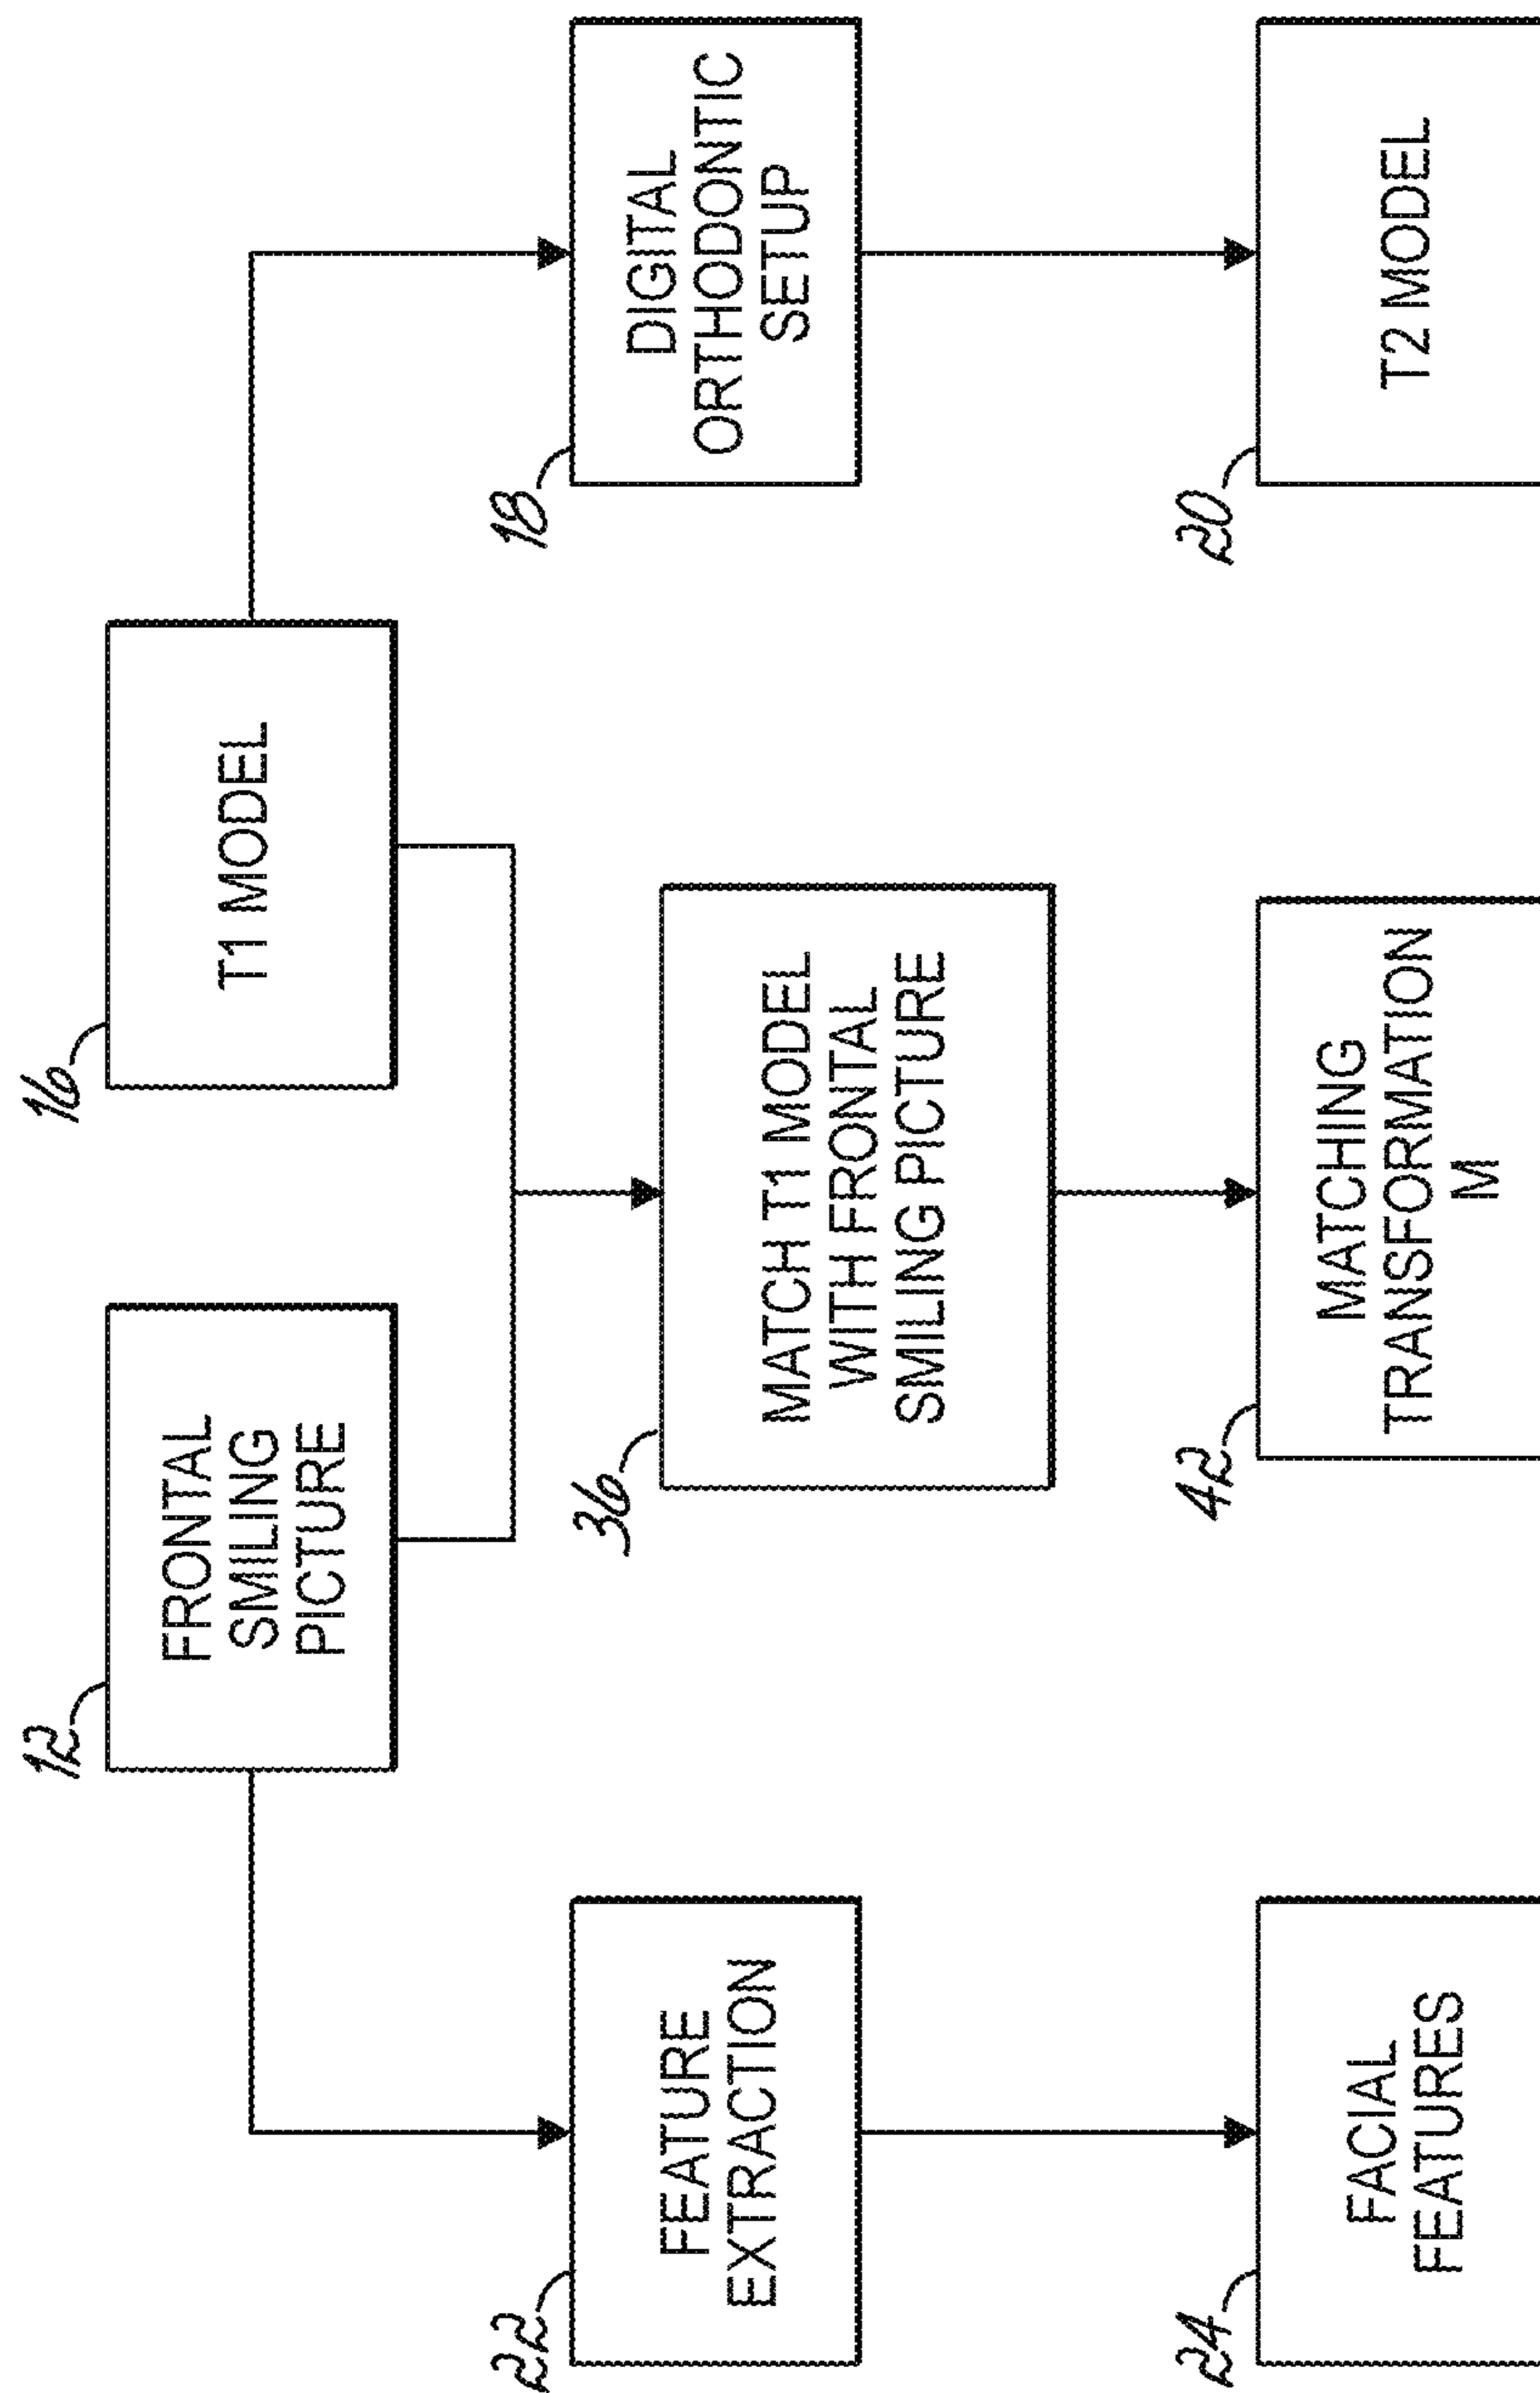 12
FRONTAL
SMILING
PICTURE
16
T1 MODEL
22
FEATURE
EXTRACTION
36
MATCH T1 MODEL
WITH FRONTAL
SMILING PICTURE
18
DIGITAL
ORTHODONTIC
SETUP
24
FACIAL
FEATURES
42
MATCHING
TRANSFORMATION
M
20
T2 MODEL